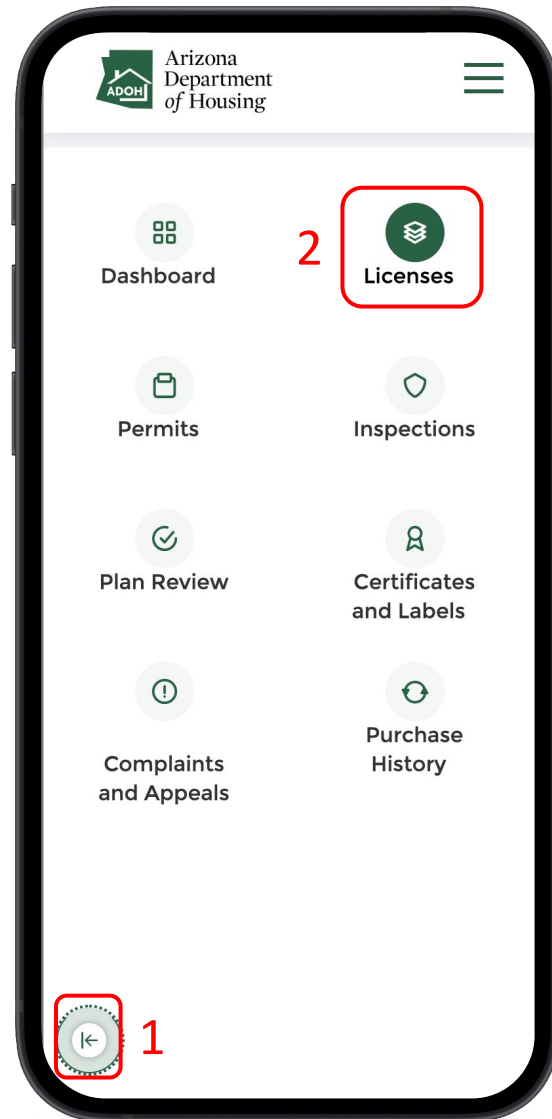 Arizona
Department
of Housing
ADOH
Dashboard
2
Licenses
Permits
Inspections
Plan Review
Certificates
and Labels
Complaints
and Appeals
Purchase
History
1